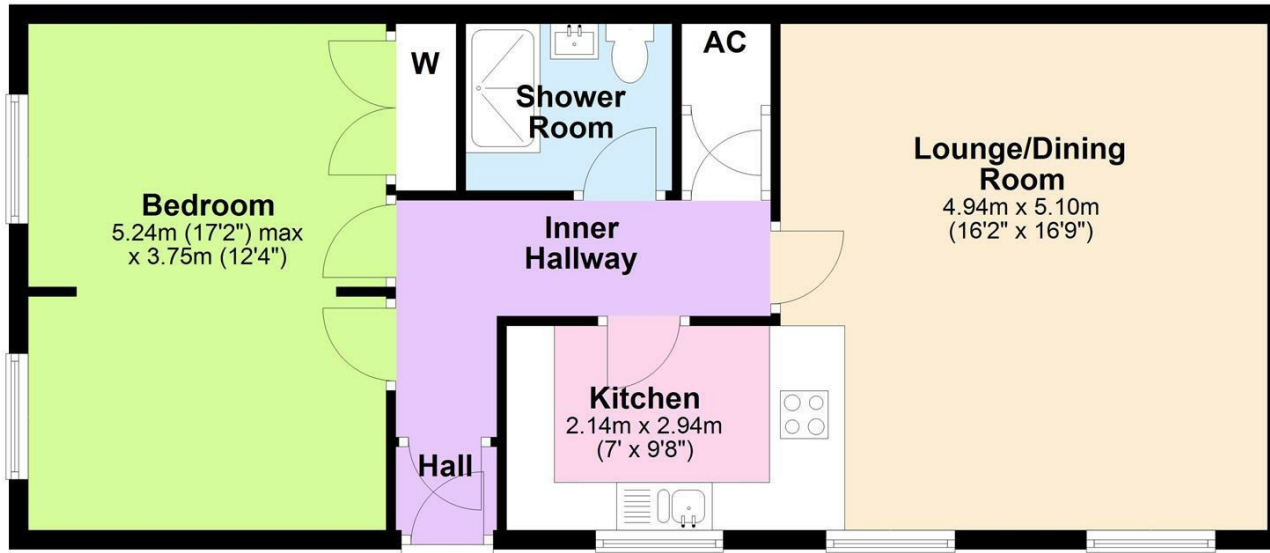 W
AC
Shower
Room
Lounge/Dining
Room
4.94m x 5.10m
(16'2" x 16'9")
Bedroom
5.24m (17'2") max
x 3.75m (12'4")
Inner
Hallway
Kitchen
2.14m x 2.94m
(7' x 9'8")
Hall